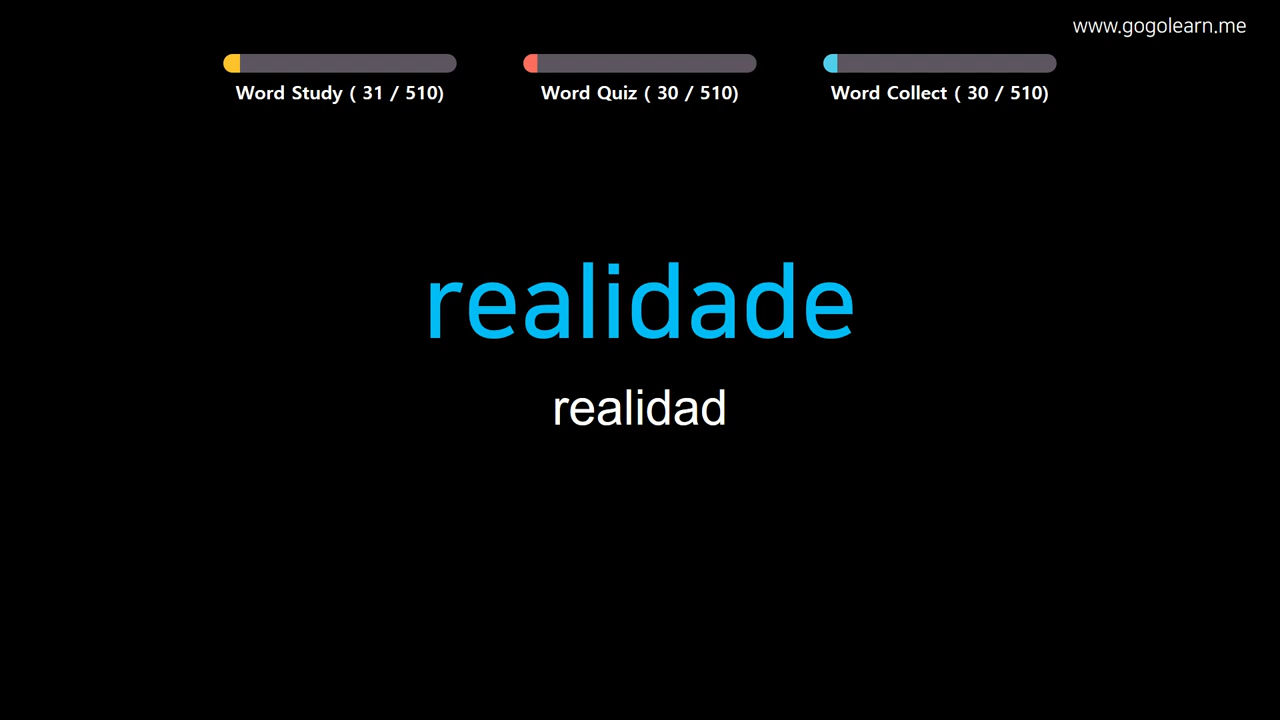 www.gogolearn.me
Word Study ( 31 / 510)
Word Quiz ( 30 / 510)
Word Collect ( 30 / 510)
realidade
realidad